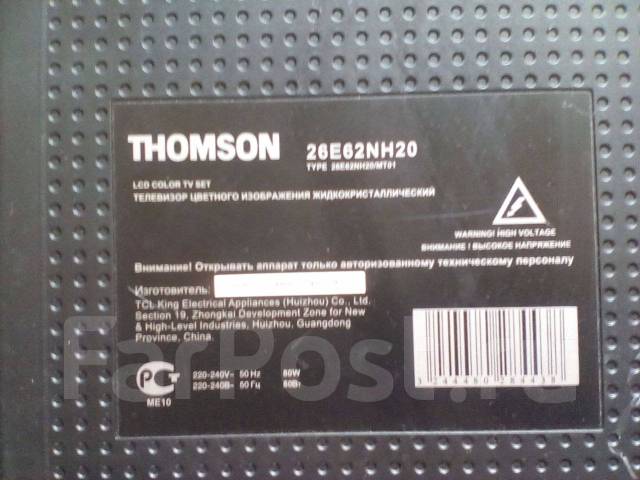 THOMSON 26E62NH20
TYPE 26E62NH20/MT01
LCD COLOR TV SET
ТЕЛЕВИЗОР ЦВЕТНОГО ИЗОБРАЖЕНИЯ ЖИДКОКРИСТАЛЛИЧЕСКИЙ
WARNING! HIGH VOLTAGE
ВНИМАНИЕ ! ВЫСОКОЕ НАПРЯЖЕНИЕ
Внимание! Открывать аппарат только авторизованному техническому персоналу
Изготовитель:
TCL King Electrical Appliances (Huizhou) Co., Ltd.
Section 19, Zhongkai Development Zone for New
& High-Level Industries, Huizhou, Guangdong
Province, China.
220-240V~ 50 Hz 80W
220-240В~ 50 Гц 80Вт
РСТ
ME10
FarPost.ru